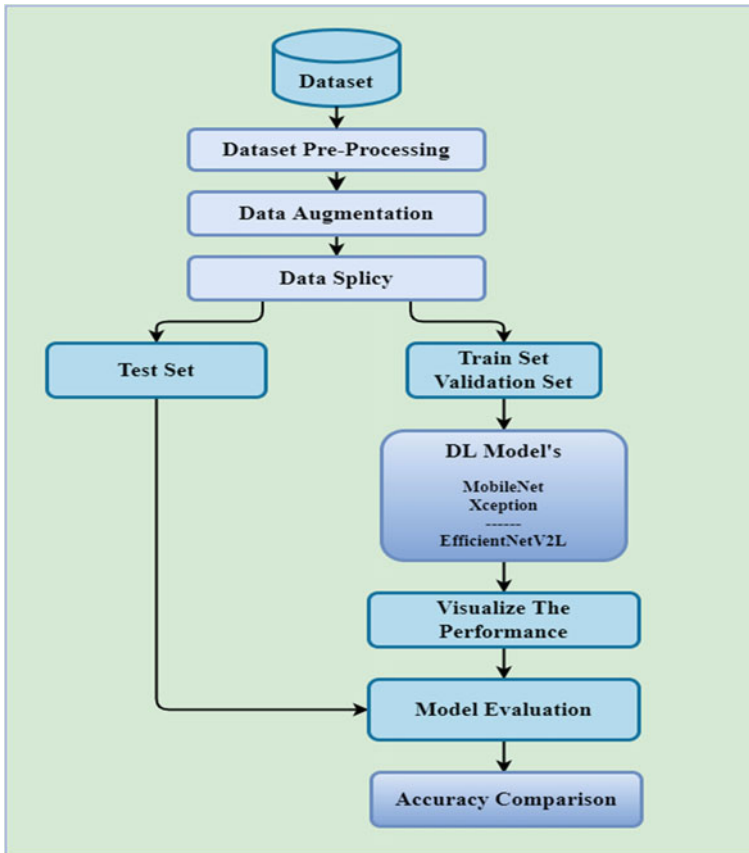 Dataset
Dataset Pre-Processing
Data Augmentation
Data Splicy
Test Set
Train Set
Validation Set
DL Model's
MobileNet
Xception
------
EfficientNetV2L
Visualize The
Performance
Model Evaluation
Accuracy Comparison